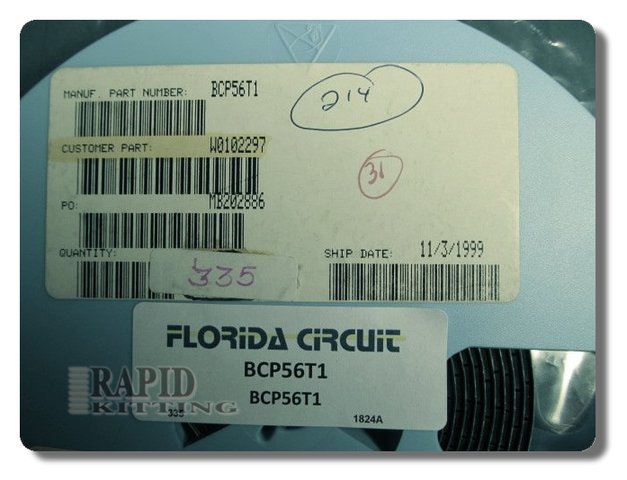 MANUF. PART NUMBER: BCP56T1
214
CUSTOMER PART: W0102297
31
PO: MB202886
QUANTITY: 335
SHIP DATE: 11/3/1999
FLORIDA CIRCUIT
BCP56T1
BCP56T1
335 1824A
RAPID
KITTING